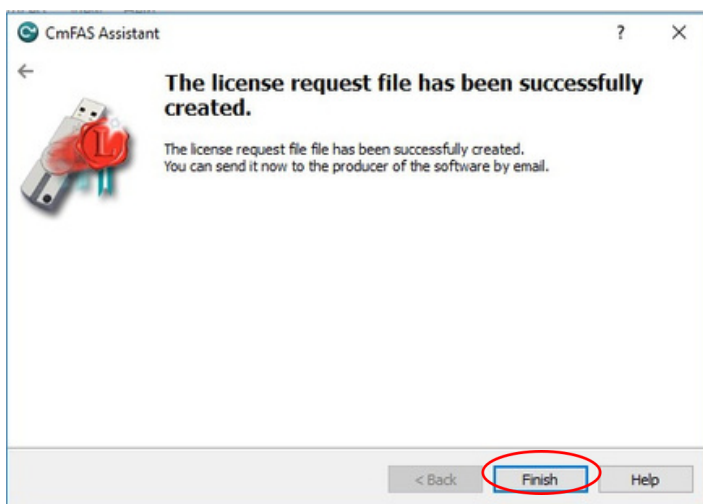 CmFAS Assistant
?
The license request file has been successfully
created.
The license request file file has been successfully created.
You can send it now to the producer of the software by email.
L
< Back
Finish
Help